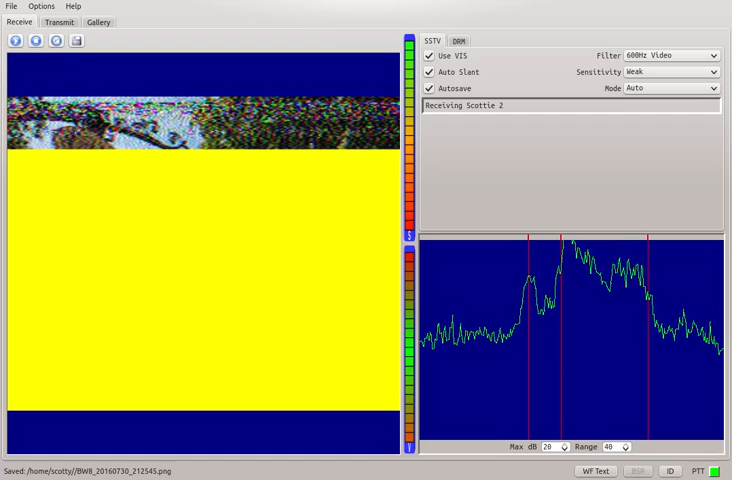 File Options Help
Receive Transmit Gallery
SSTV DRM
Use VIS Filter 600Hz Video
Auto Slant Sensitivity Weak
Autosave Mode Auto
Receiving Scottie 2
S
V
Max dB 20 Range 40
Saved: /home/scotty//BW8_20160730_212545.png WF Text BSR ID PTT